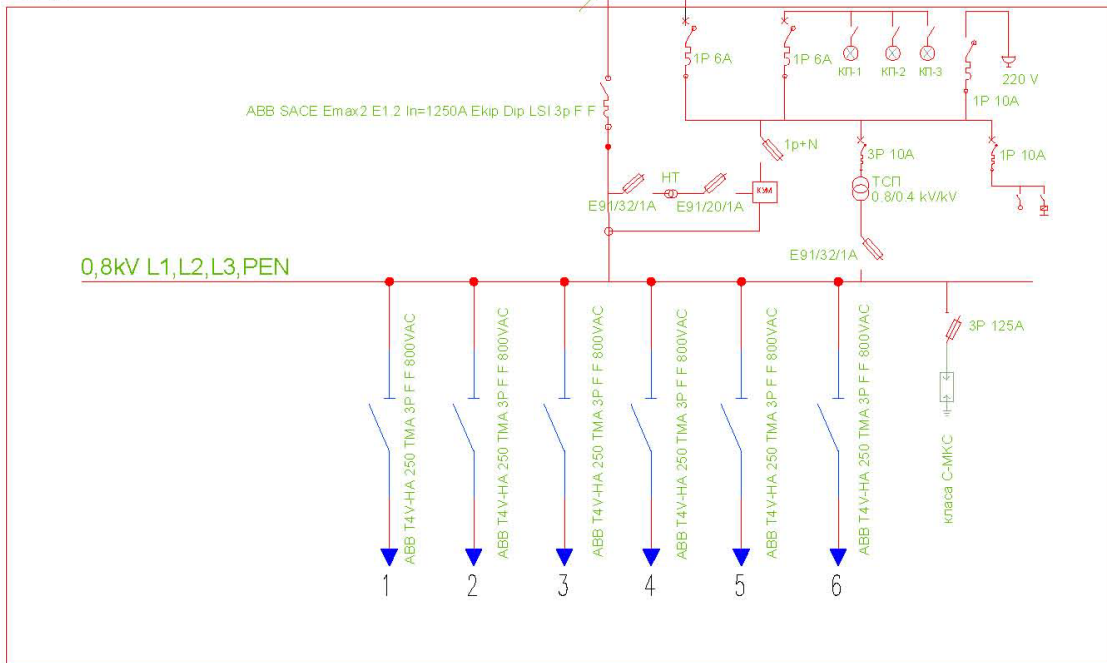 1P 6A
1P 6A
КП-1
КП-2
КП-3
220 V
1P 10A
ABB SACE Emax2 E1.2 In=1250A Ekip Dip LSI 3p F F
1p+N
3P 10A
1P 10A
НТ
КЖ
ТСП
0.8/0.4 kV/kV
E91/32/1A
E91/20/1A
E91/32/1A
0,8kV L1,L2,L3,PEN
3P 125A
ABB T4V-HA 250 TMA 3P F F 800VAC
ABB T4V-HA 250 TMA 3P F F 800VAC
ABB T4V-HA 250 TMA 3P F F 800VAC
ABB T4V-HA 250 TMA 3P F F 800VAC
ABB T4V-HA 250 TMA 3P F F 800VAC
ABB T4V-HA 250 TMA 3P F F 800VAC
класа С-МКС
1
2
3
4
5
6